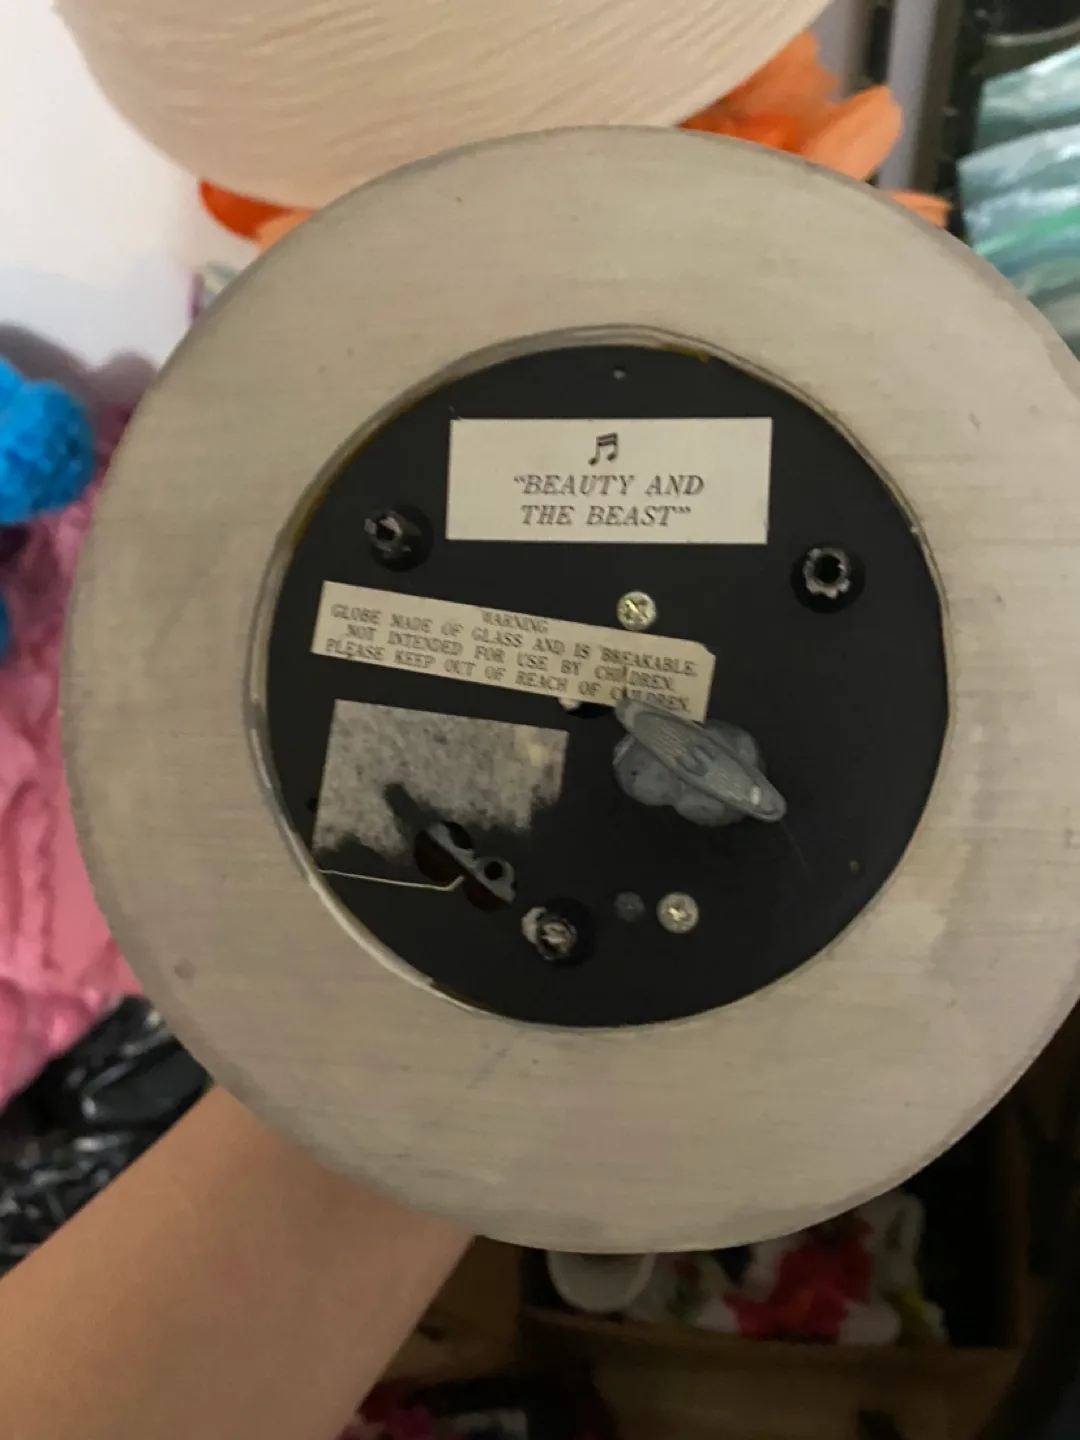 "BEAUTY AND
THE BEAST"
WARNING
GLOBE MADE OF GLASS AND IS BREAKABLE.
NOT INTENDED FOR USE BY CHILDREN.
PLEASE KEEP OUT OF REACH OF CHILDREN.